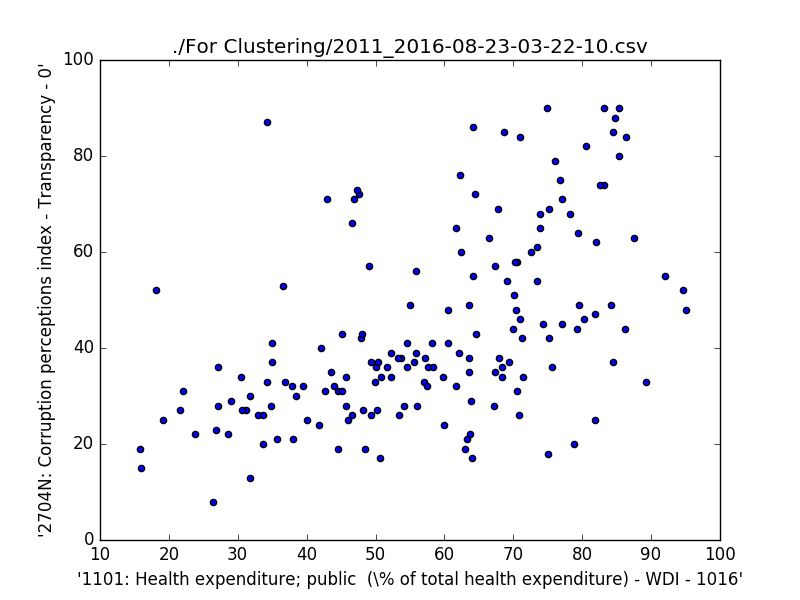 ./For Clustering/2011_2016-08-23-03-22-10.csv
100
80
60
40
20
0
10 20 30 40 50 60 70 80 90 100
'2704N: Corruption perceptions index - Transparency - 0'
'1101: Health expenditure; public  (\% of total health expenditure) - WDI - 1016'